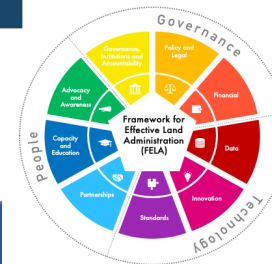 Governance
Governance,
Institutions and
Accountability
Policy and
Legal
Advocacy
and
Awareness
Financial
Framework for
Effective Land
Administration
(FELA)
People
Capacity
and
Education
Data
Partnerships
Innovation
Standards
Technology